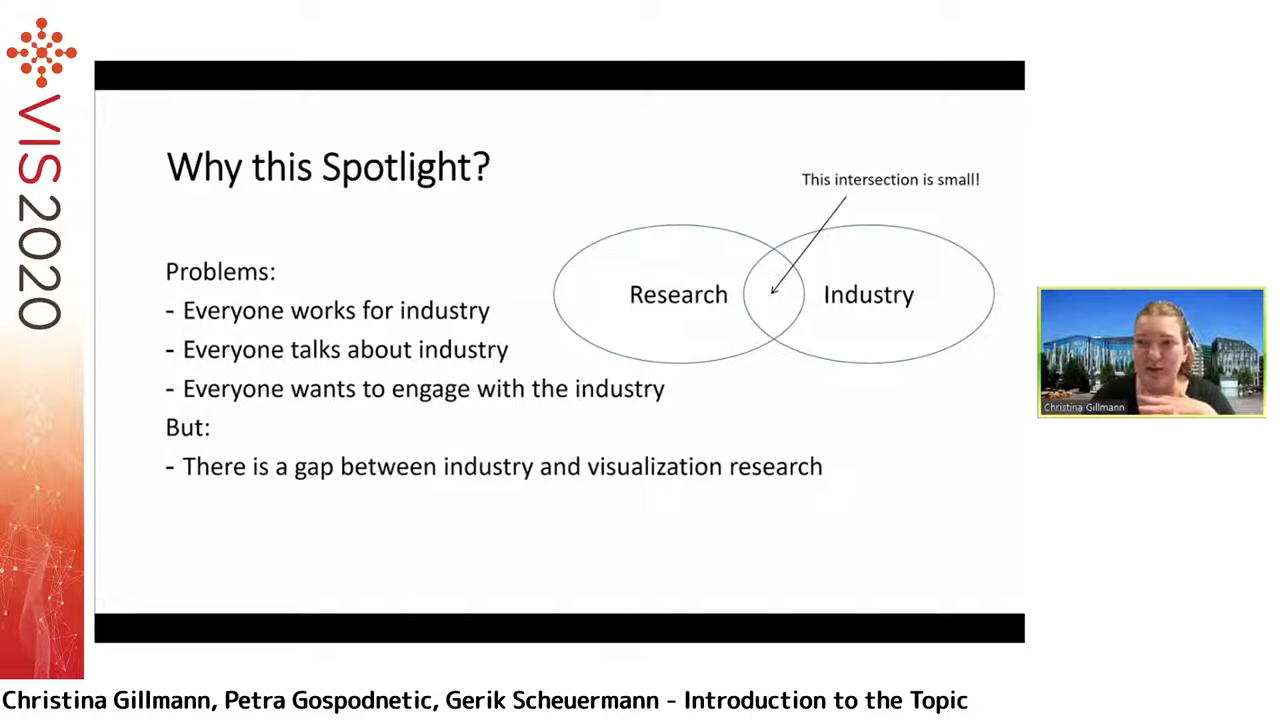 VIS2020
Why this Spotlight?
This intersection is small!
Research
Industry
Problems:
- Everyone works for industry
- Everyone talks about industry
- Everyone wants to engage with the industry
But:
- There is a gap between industry and visualization research
Christina Gillmann
Christina Gillmann, Petra Gospodnetic, Gerik Scheuermann - Introduction to the Topic